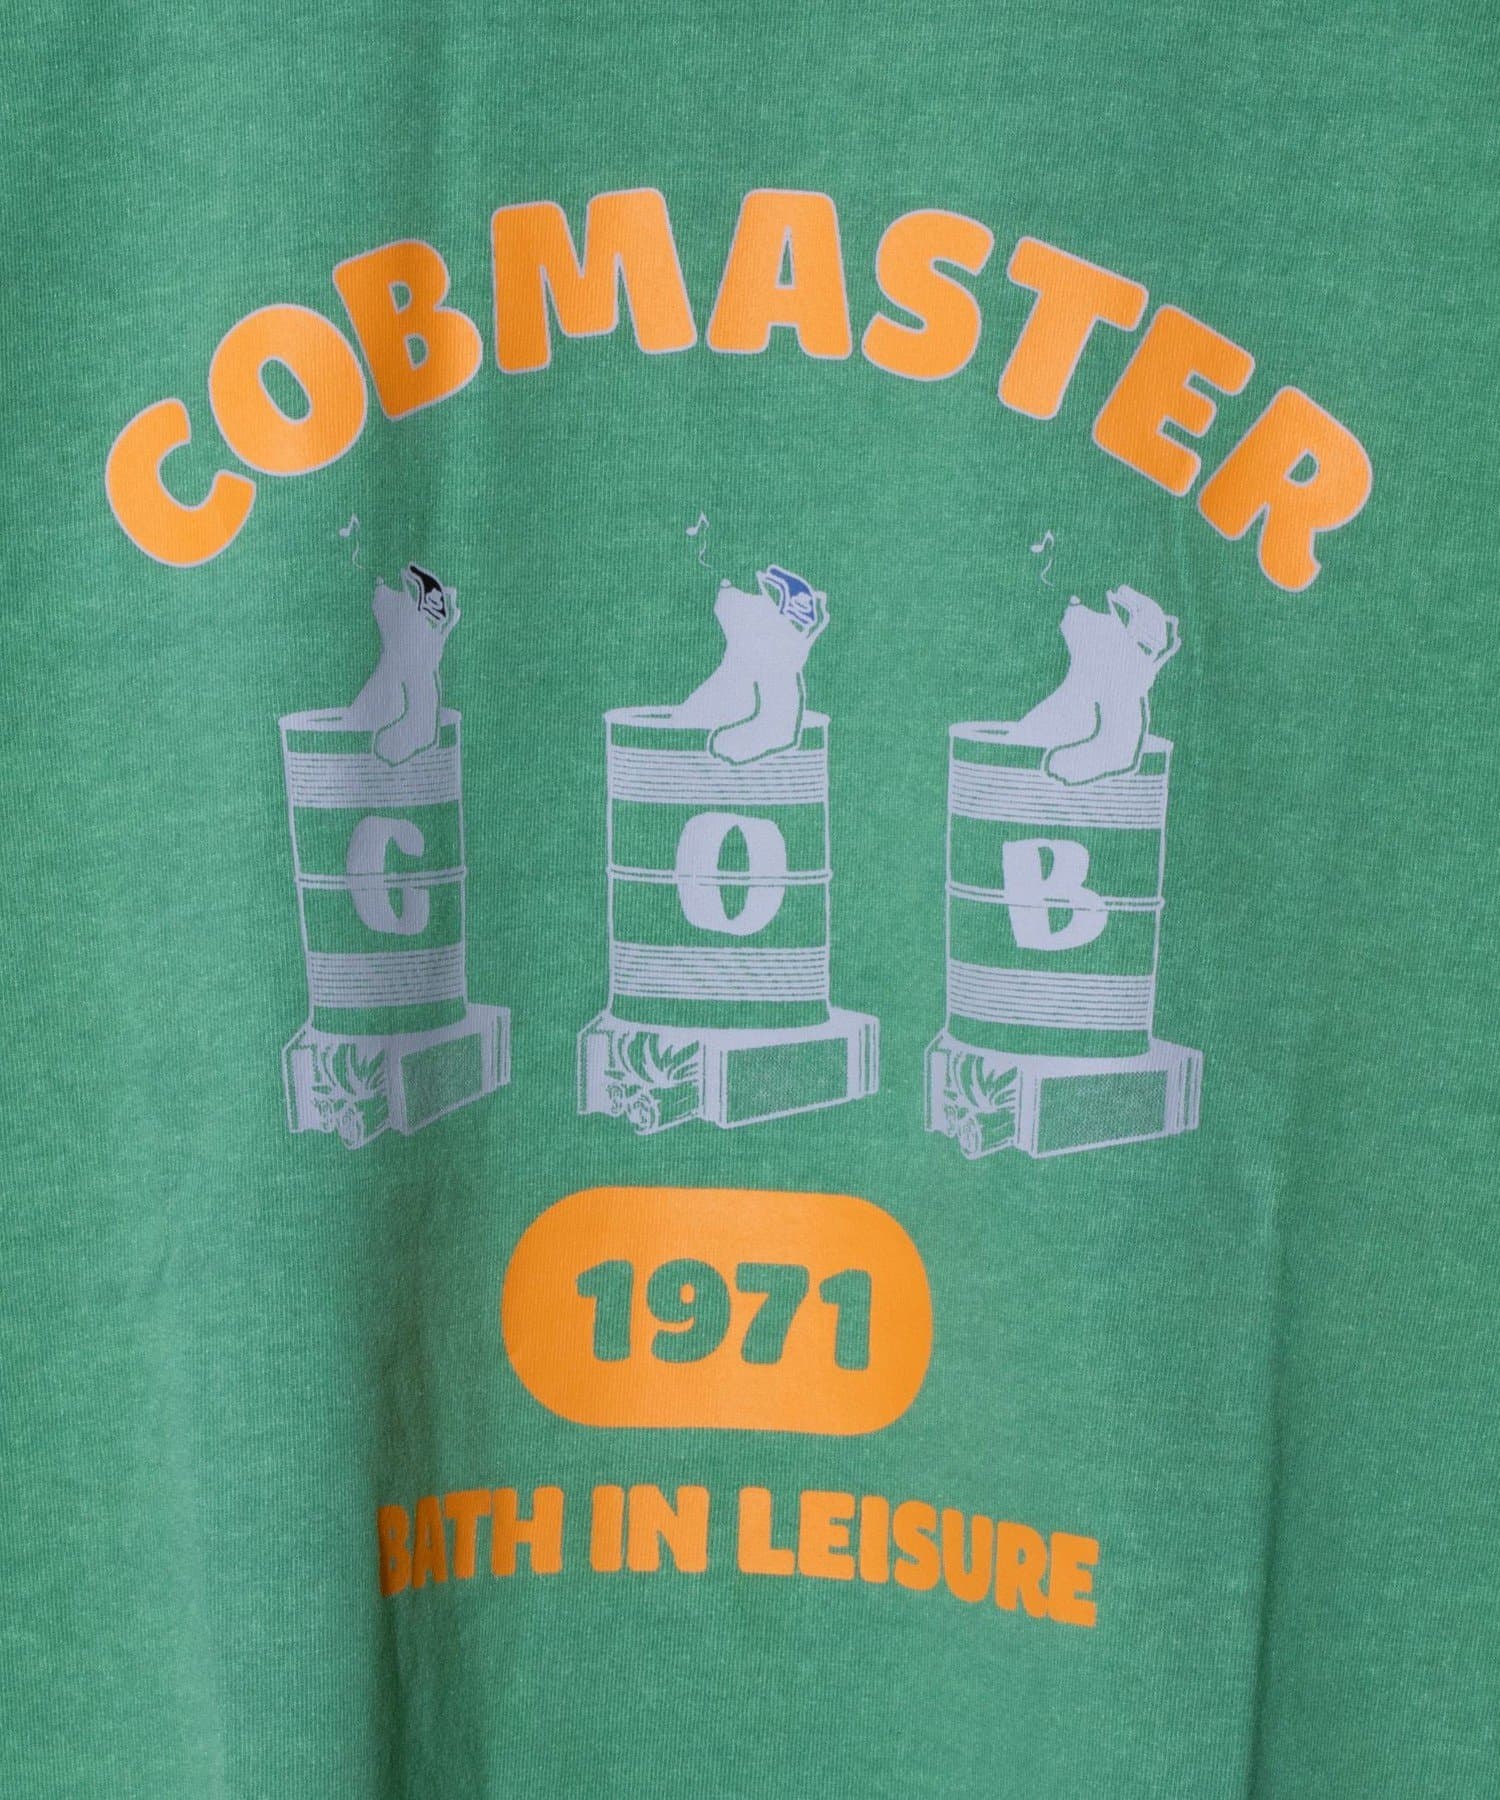 COBMASTER
C O B
1971
BATH IN LEISURE